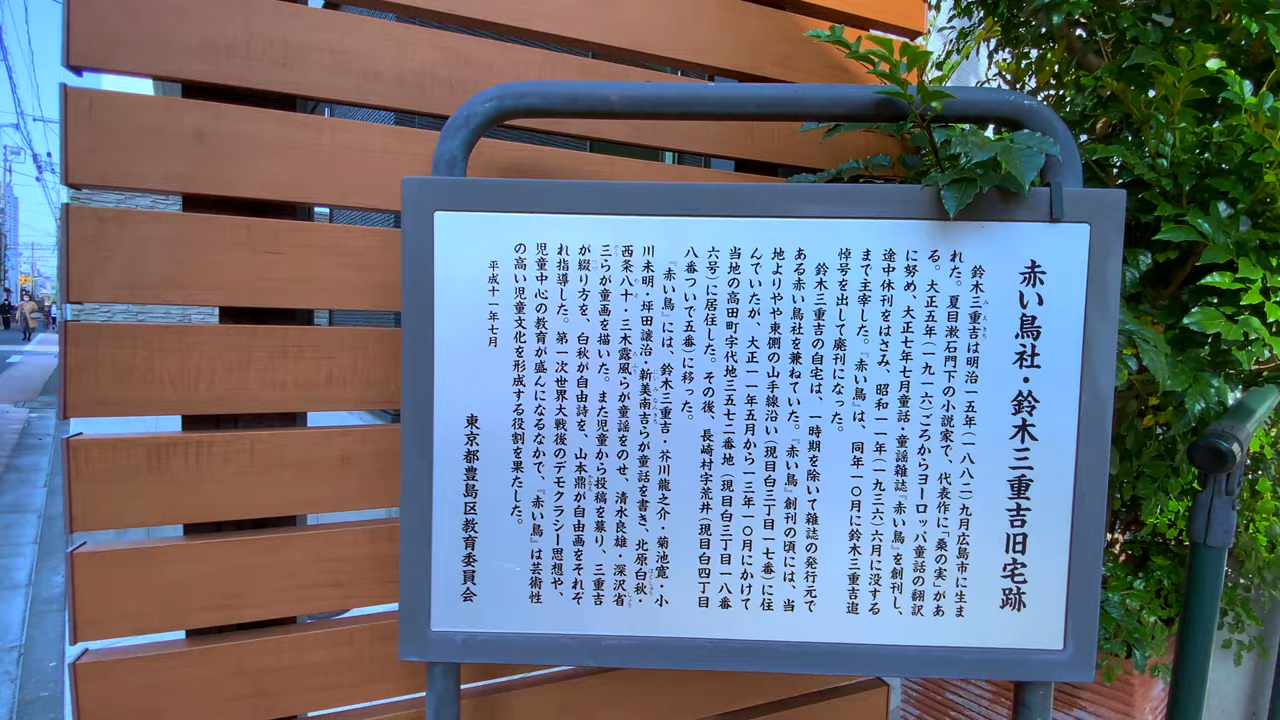 赤い鳥社・鈴木三重吉旧宅跡
鈴木三重吉は明治一五年（一八八二）九月広島市に生ま
れた。夏目漱石門下の小説家で、代表作に「桑の実」があ
る。大正五年（一九一六）ごろからヨーロッパ童話の翻訳
に努め、大正七年七月童話・童謡雑誌『赤い鳥』を創刊し、
途中休刊をはさみ、昭和一一年（一九三六）六月に没する
まで主宰した。『赤い鳥』は、同年一〇月に鈴木三重吉追
悼号を出して廃刊になった。
鈴木三重吉の自宅は、一時期を除いて雑誌の発行元で
ある赤い鳥社を兼ねていた。『赤い鳥』創刊の頃には、当
地よりやや東側の山手線沿い（現目白三丁目一七番）に住
んでいたが、大正一一年五月から一三年一〇月にかけて
当地の高田町字代地三五七二番地（現目白三丁目一八番
六号）に居住した。その後、長崎村字荒井（現目白四丁目
八番ついで五番）に移った。
『赤い鳥』には、鈴木三重吉・芥川龍之介・菊池寛・小
川未明・坪田譲治・新美南吉らが童話を書き、北原白秋・
西条八十・三木露風らが童謡をのせ、清水良雄・深沢省
三らが童画を描いた。また児童から投稿を募り、三重吉
が綴り方を、白秋が自由詩を、山本鼎が自由画をそれぞ
れ指導した。第一次世界大戦後のデモクラシー思想や、
児童中心の教育が盛んになるなかで、『赤い鳥』は芸術性
の高い児童文化を形成する役割を果たした。
平成十一年七月
東京都豊島区教育委員会